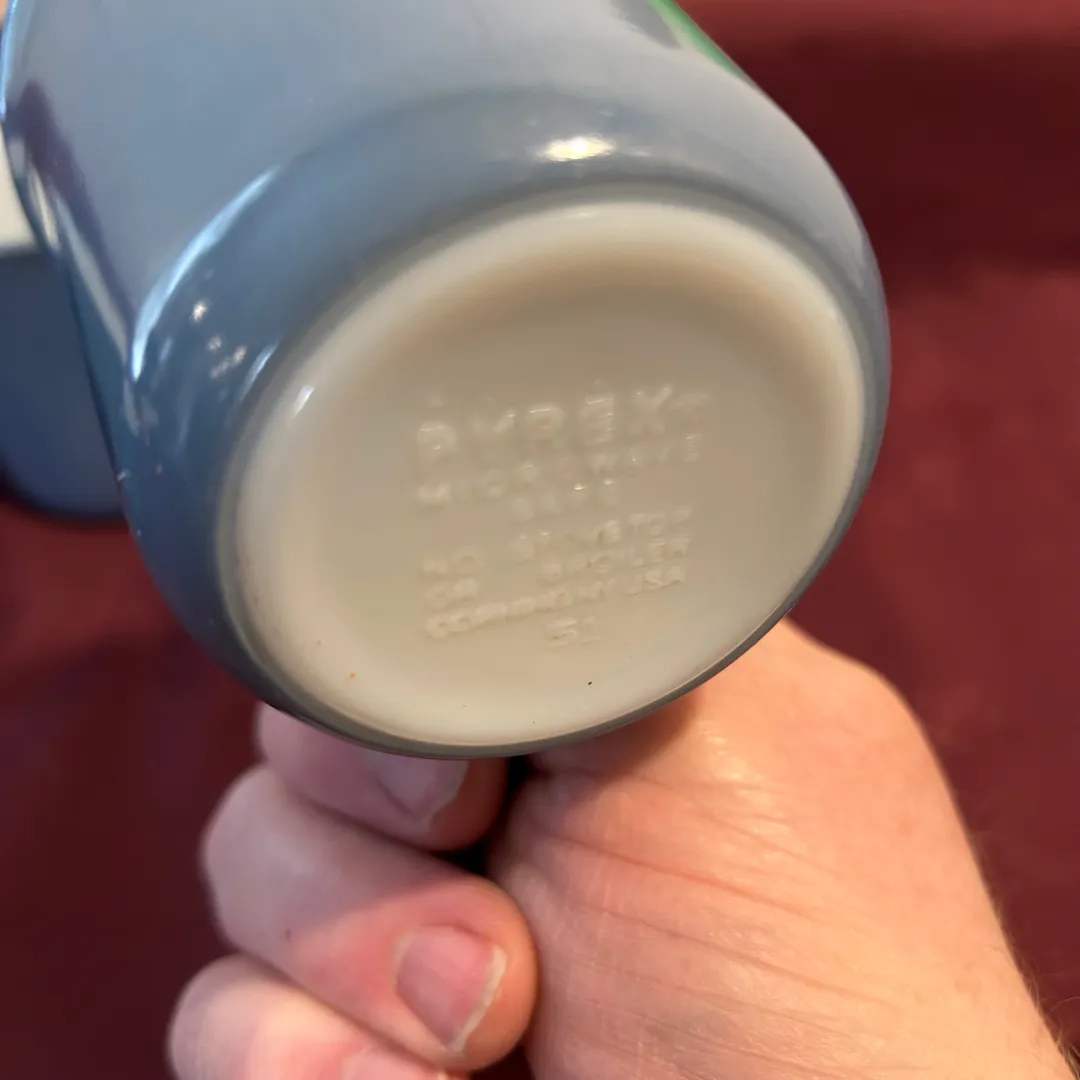 PYREX
MICROWAVE
SAFE
NO STOVETOP
OR BROILER
CORNING NY USA
51